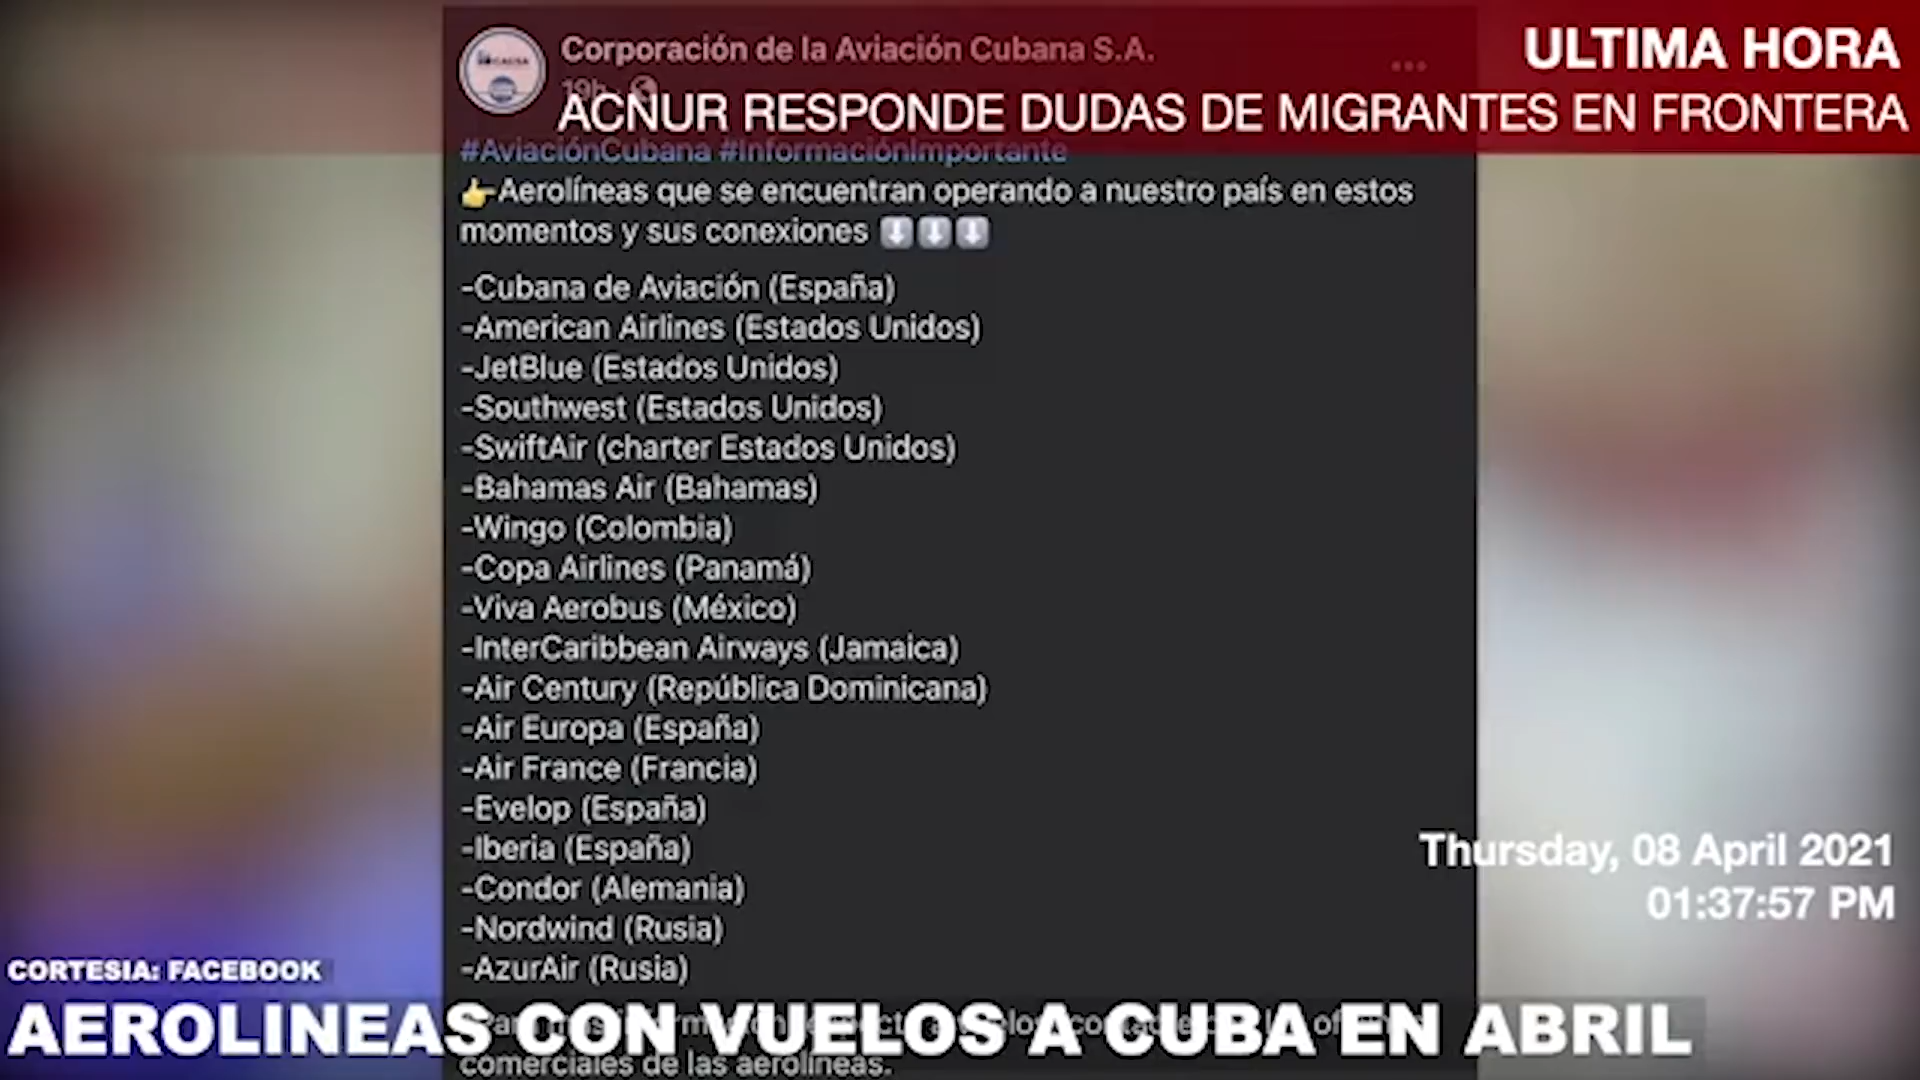 Corporación de la Aviación Cubana S.A.
ULTIMA HORA
19h
ACNUR RESPONDE DUDAS DE MIGRANTES EN FRONTERA
#AviaciónCubana #InformaciónImportante
👉Aerolíneas que se encuentran operando a nuestro país en estos
momentos y sus conexiones ⬇️⬇️⬇️
-Cubana de Aviación (España)
-American Airlines (Estados Unidos)
-JetBlue (Estados Unidos)
-Southwest (Estados Unidos)
-SwiftAir (charter Estados Unidos)
-Bahamas Air (Bahamas)
-Wingo (Colombia)
-Copa Airlines (Panamá)
-Viva Aerobus (México)
-InterCaribbean Airways (Jamaica)
-Air Century (República Dominicana)
-Air Europa (España)
-Air France (Francia)
-Evelop (España)
-Iberia (España)
-Condor (Alemania)
-Nordwind (Rusia)
-AzurAir (Rusia)
Thursday, 08 April 2021
01:37:57 PM
CORTESIA: FACEBOOK
AEROLINEAS CON VUELOS A CUBA EN ABRIL
comerciales de las aerolíneas.